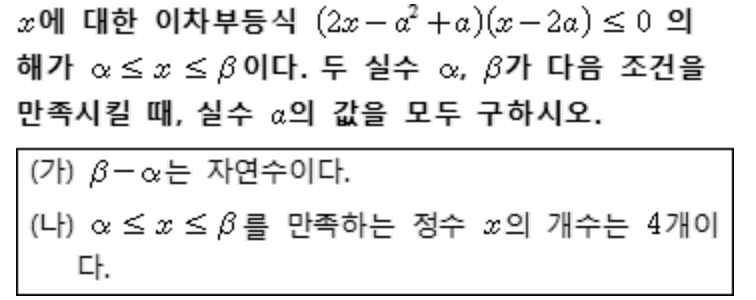 x에 대한 이차부등식 (2x－a²＋a)(x－2a) ≤ 0 의
해가 α ≤ x ≤ β이다. 두 실수 α, β가 다음 조건을
만족시킬 때, 실수 a의 값을 모두 구하시오.
(가) β－α는 자연수이다.
(나) α ≤ x ≤ β를 만족하는 정수 x의 개수는 4개이
다.